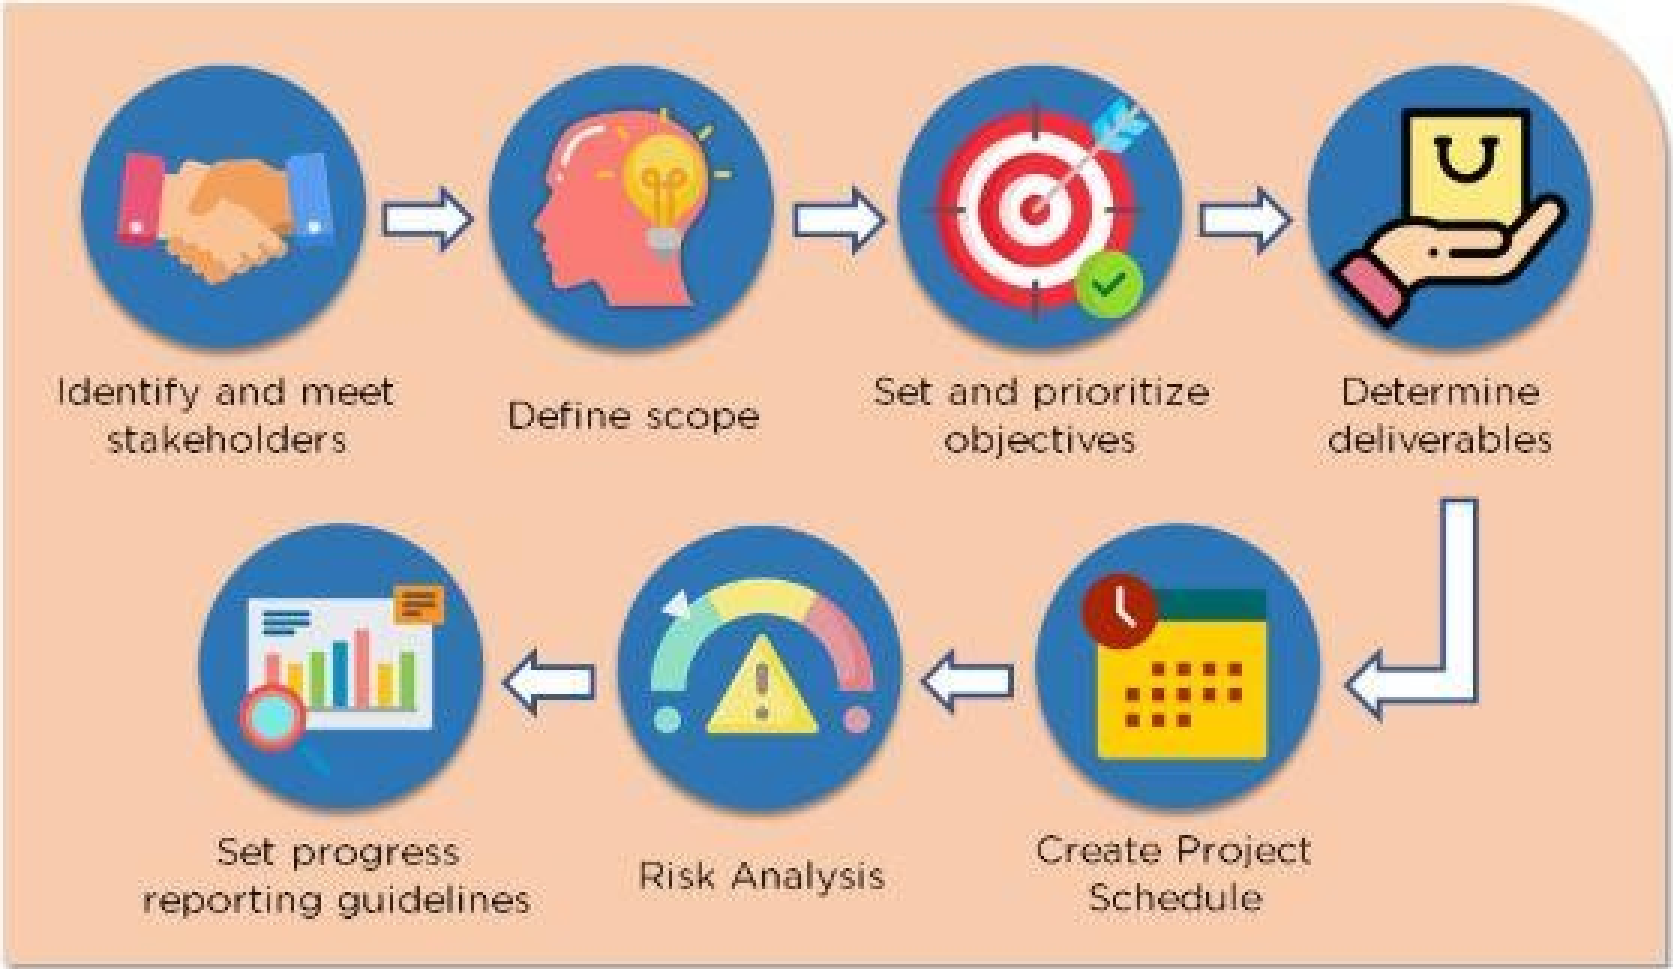 Identify and meet
stakeholders
Define scope
Set and prioritize
objectives
Determine
deliverables
Create Project
Schedule
Risk Analysis
Set progress
reporting guidelines